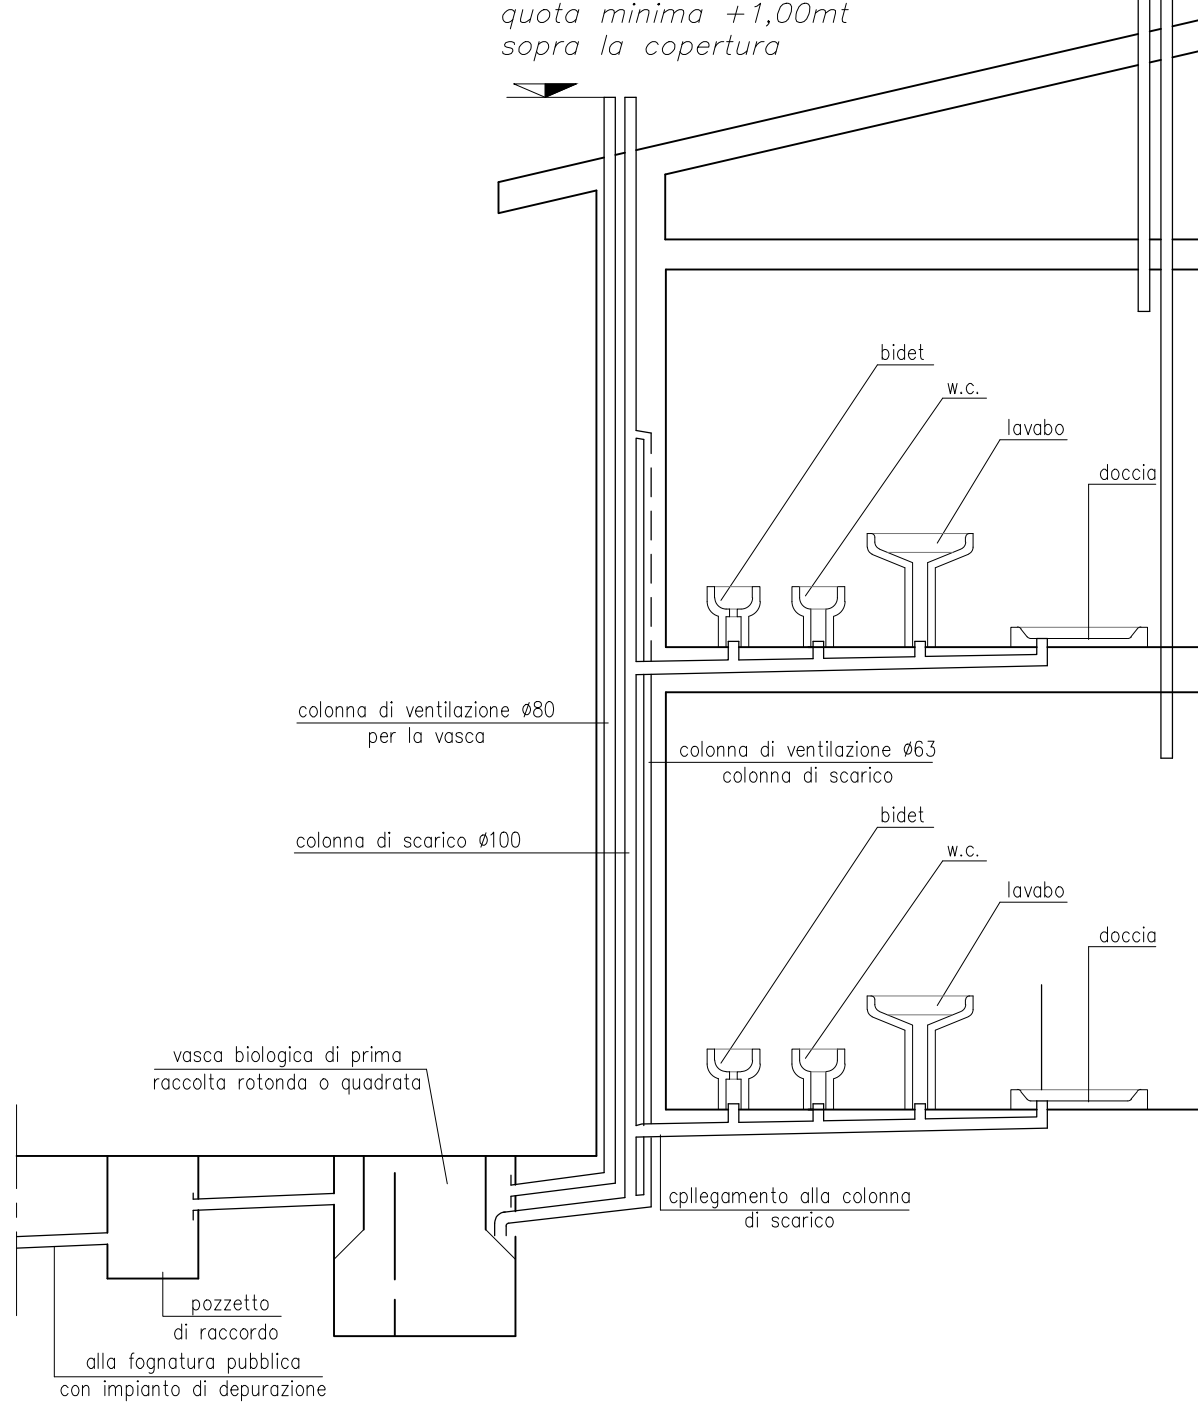 quota minima +1,00mt
sopra la copertura
bidet
w.c.
lavabo
doccia
colonna di ventilazione ø80
per la vasca
colonna di ventilazione ø63
colonna di scarico
colonna di scarico ø100
bidet
w.c.
lavabo
doccia
vasca biologica di prima
raccolta rotonda o quadrata
cpllegamento alla colonna
di scarico
pozzetto
di raccordo
alla fognatura pubblica
con impianto di depurazione